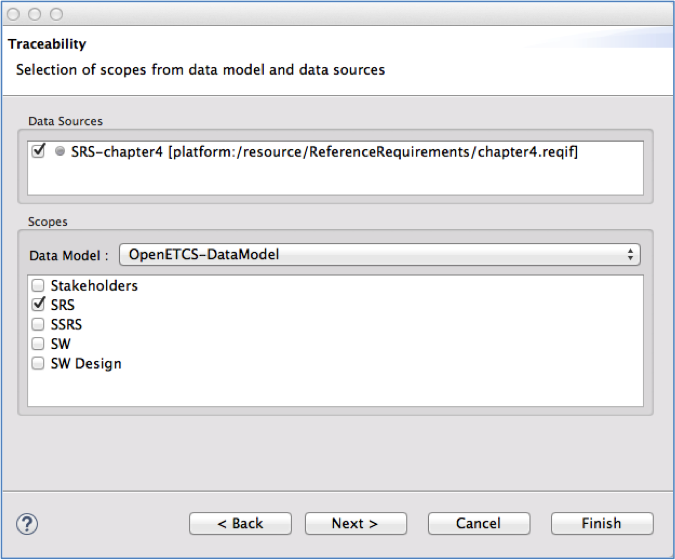 Traceability
Selection of scopes from data model and data sources
Data Sources
SRS-chapter4 [platform:/resource/ReferenceRequirements/chapter4.reqif]
Scopes
Data Model : OpenETCS-DataModel
Stakeholders
SRS
SSRS
SW
SW Design
? < Back Next > Cancel Finish